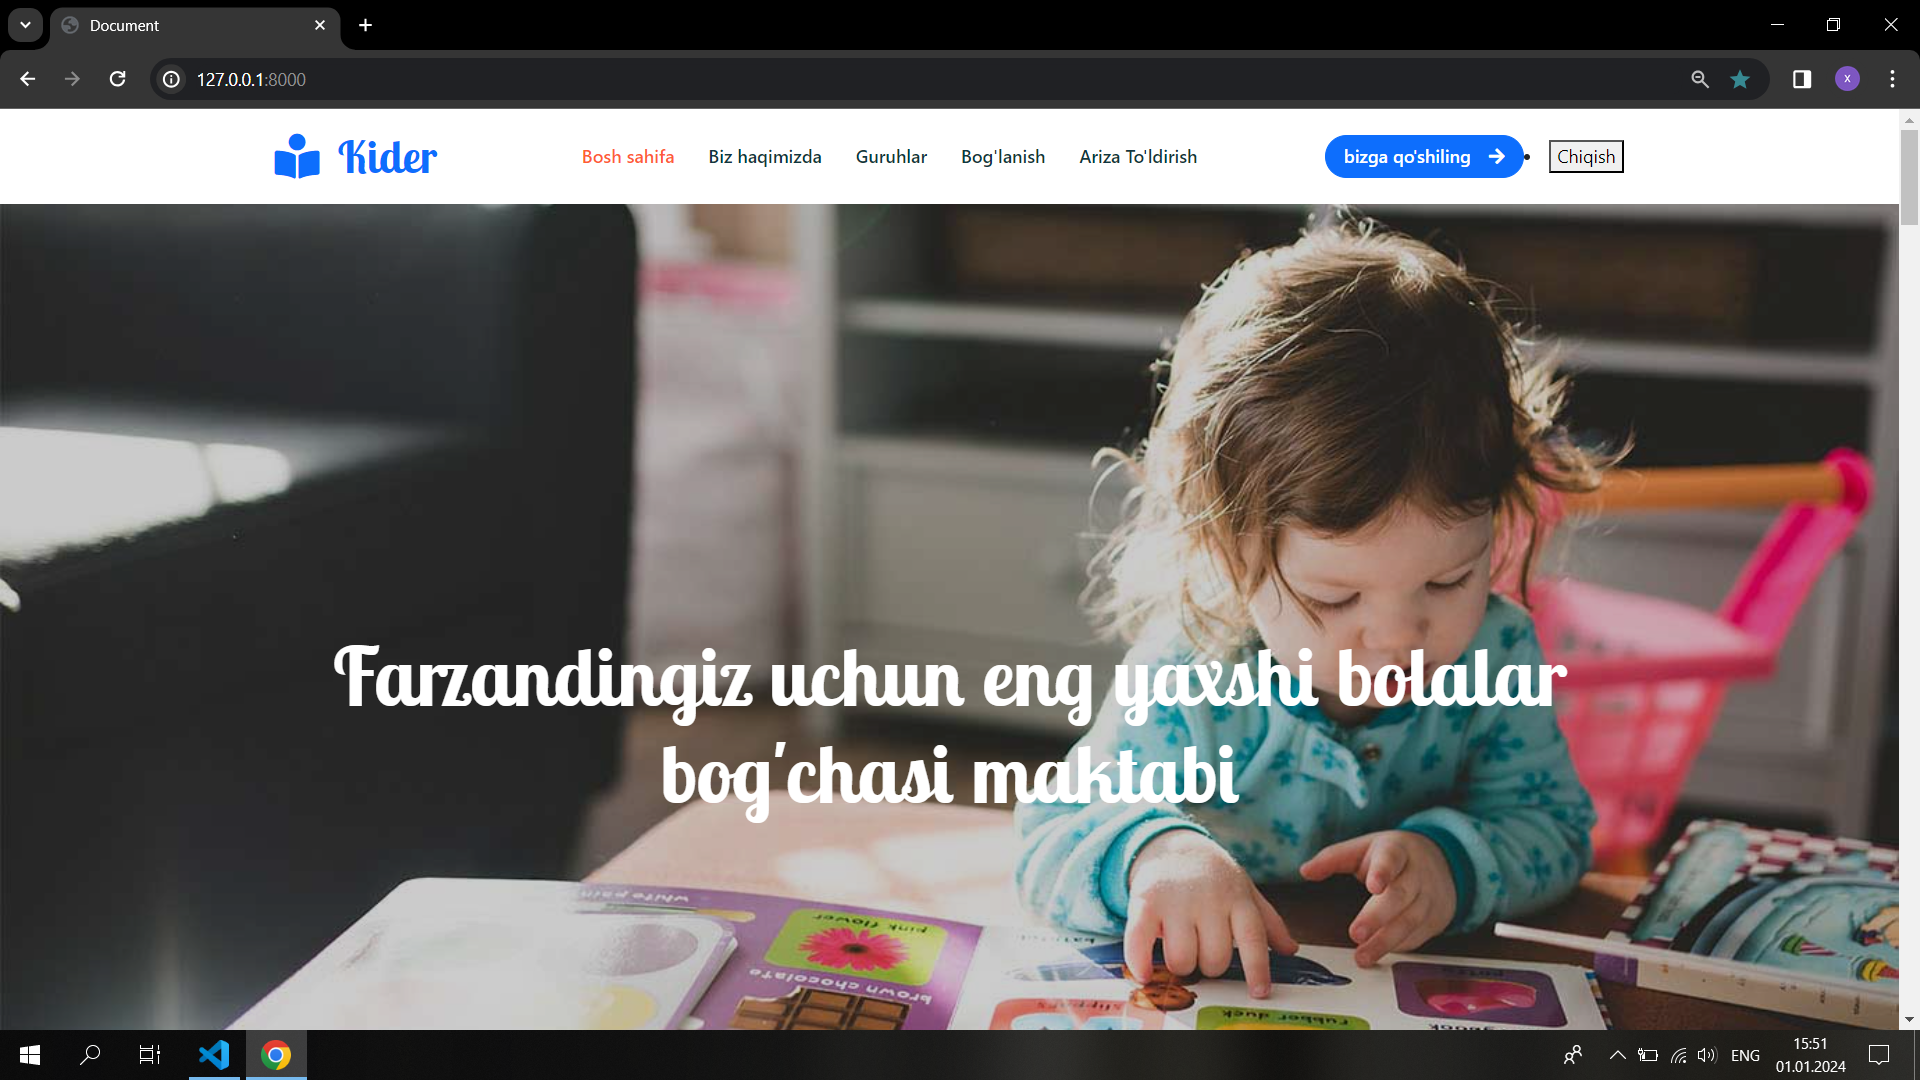 Document
127.0.0.1:8000
x
Kider
Bosh sahifa
Biz haqimizda
Guruhlar
Bog'lanish
Ariza To'ldirish
bizga qo'shiling
Chiqish
Farzandingiz uchun eng yaxshi bolalar
bog'chasi maktabi
white pain
pink flower
brown chocolate
slippers
rubber duck
ENG
15:51
01.01.2024